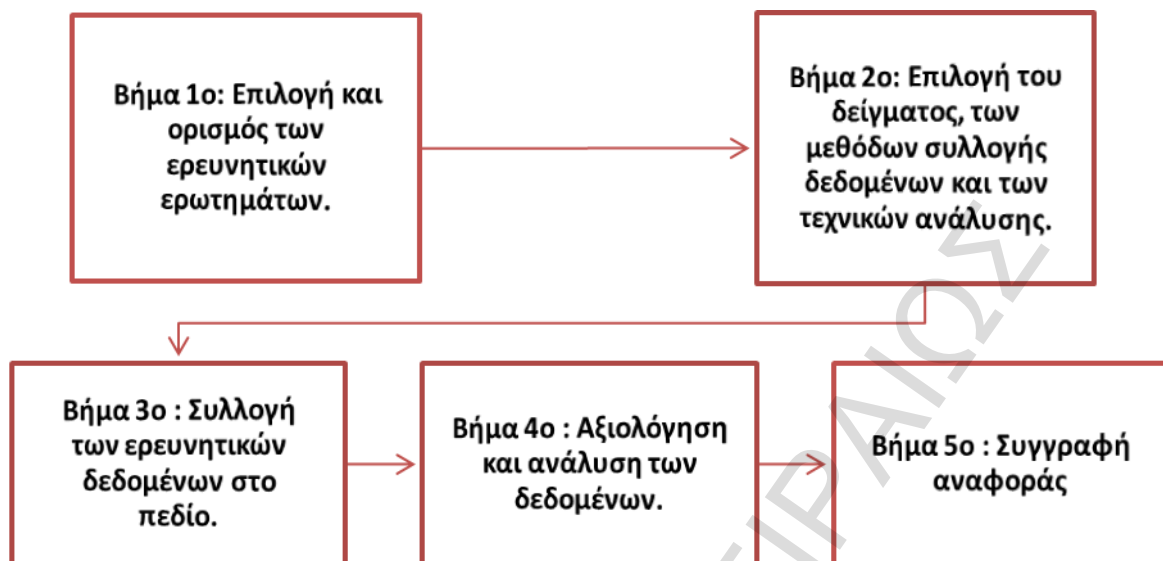 Βήμα 1ο: Επιλογή και
ορισμός των
ερευνητικών
ερωτημάτων.
Βήμα 2ο: Επιλογή του
δείγματος, των
μεθόδων συλλογής
δεδομένων και των
τεχνικών ανάλυσης.
Βήμα 3ο : Συλλογή
των ερευνητικών
δεδομένων στο
πεδίο.
Βήμα 4ο : Αξιολόγηση
και ανάλυση των
δεδομένων.
Βήμα 5ο : Συγγραφή
αναφοράς
ΕΙΡΑΙΩΣ